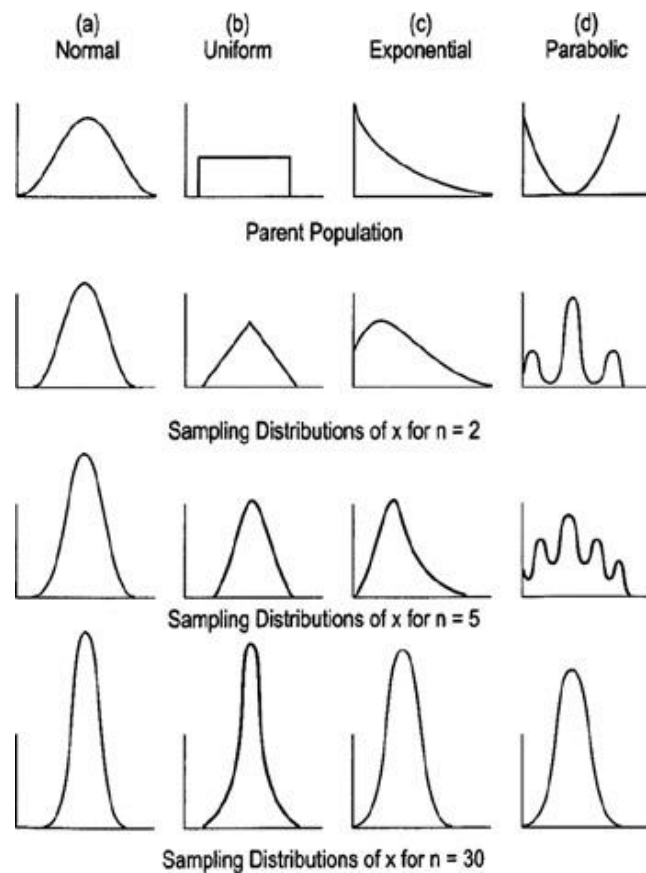 (a) (b) (c) (d)
Normal Uniform Exponential Parabolic
Parent Population
Sampling Distributions of x for n = 2
Sampling Distributions of x for n = 5
Sampling Distributions of x for n = 30